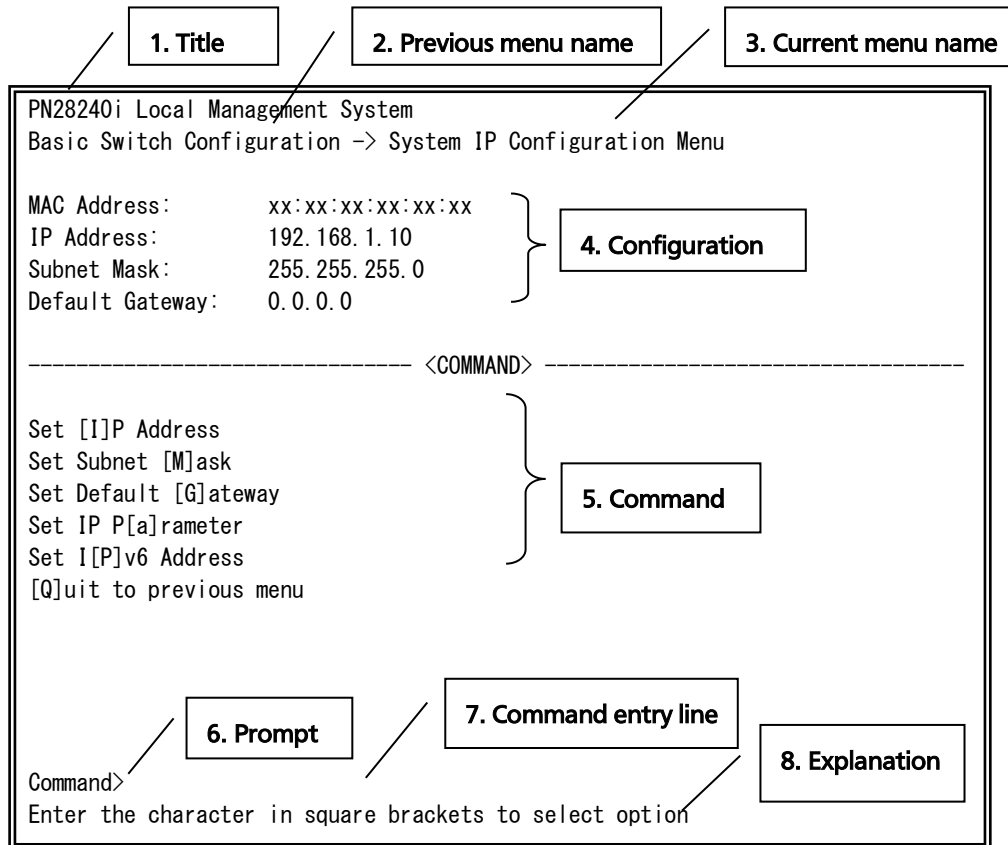 1. Title
2. Previous menu name
3. Current menu name
PN28240i Local Management System
Basic Switch Configuration -> System IP Configuration Menu
MAC Address: xx:xx:xx:xx:xx:xx
IP Address: 192.168.1.10
Subnet Mask: 255.255.255.0
Default Gateway: 0.0.0.0
4. Configuration
-------------------------------- <COMMAND> -----------------------------------
Set [I]P Address
Set Subnet [M]ask
Set Default [G]ateway
Set IP P[a]rameter
Set I[P]v6 Address
[Q]uit to previous menu
5. Command
6. Prompt
7. Command entry line
8. Explanation
Command>
Enter the character in square brackets to select option